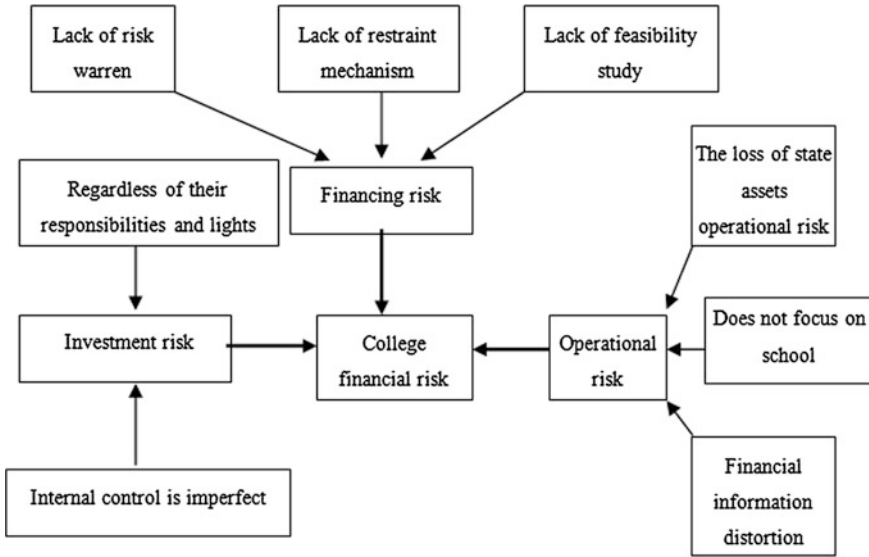 Lack of risk
warren
Lack of restraint
mechanism
Lack of feasibility
study
The loss of state
assets
operational risk
Regardless of their
responsibilities and lights
Financing risk
Investment risk
College
financial risk
Operational
risk
Does not focus on
school
Internal control is imperfect
Financial
information
distortion